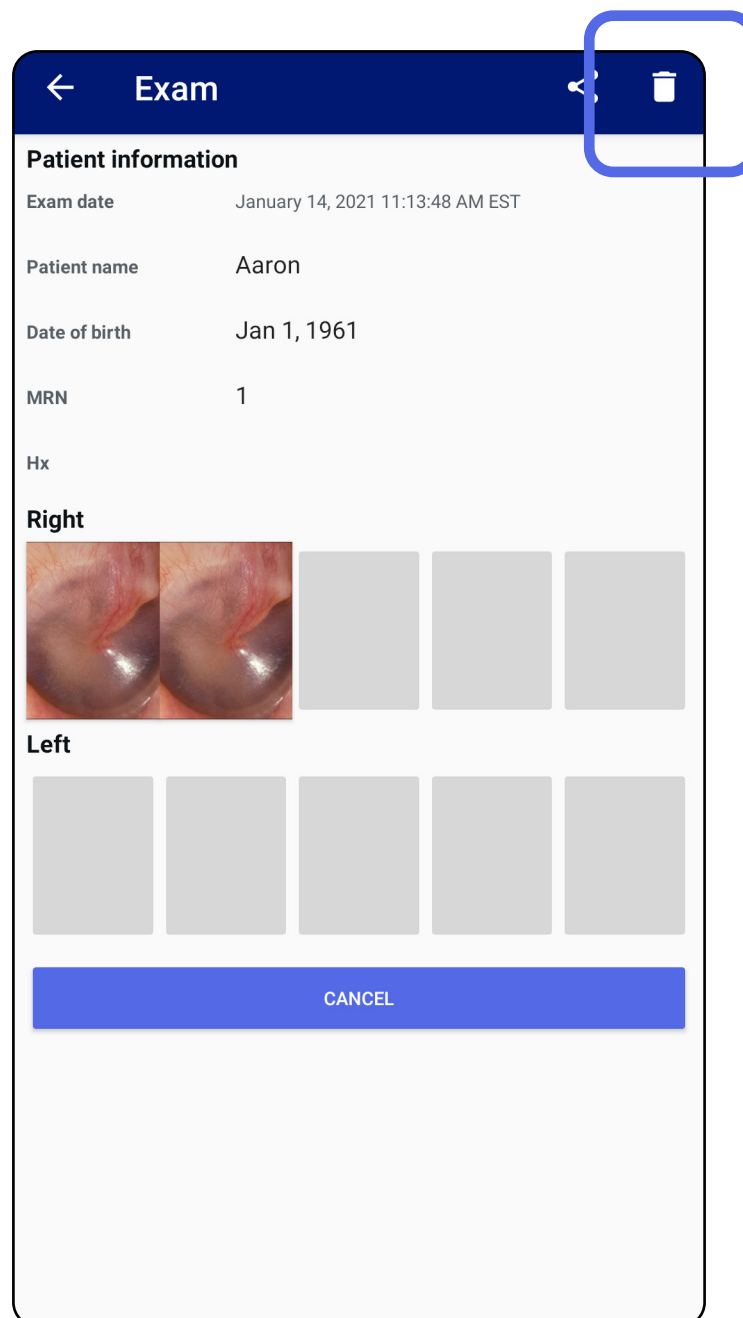 Exam
Patient information
Exam date January 14, 2021 11:13:48 AM EST
Patient name Aaron
Date of birth Jan 1, 1961
MRN 1
Hx
Right
Left
CANCEL